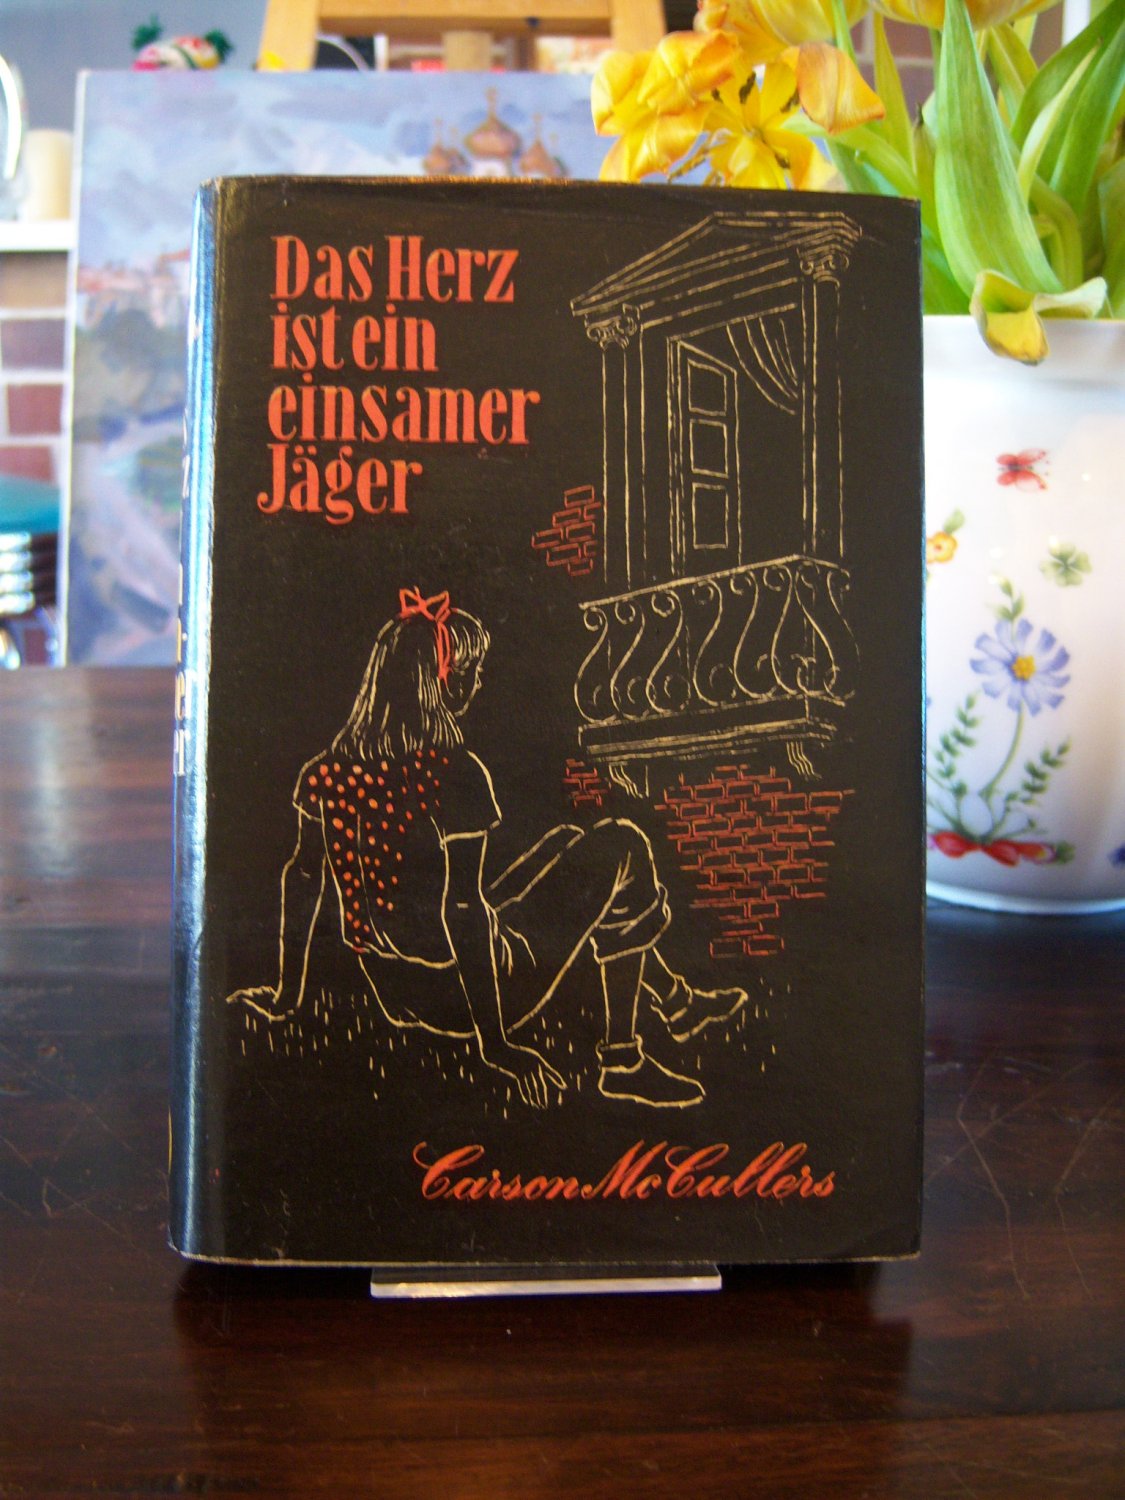 Das Herz
ist ein
einsamer
Jäger
Carson McCullers